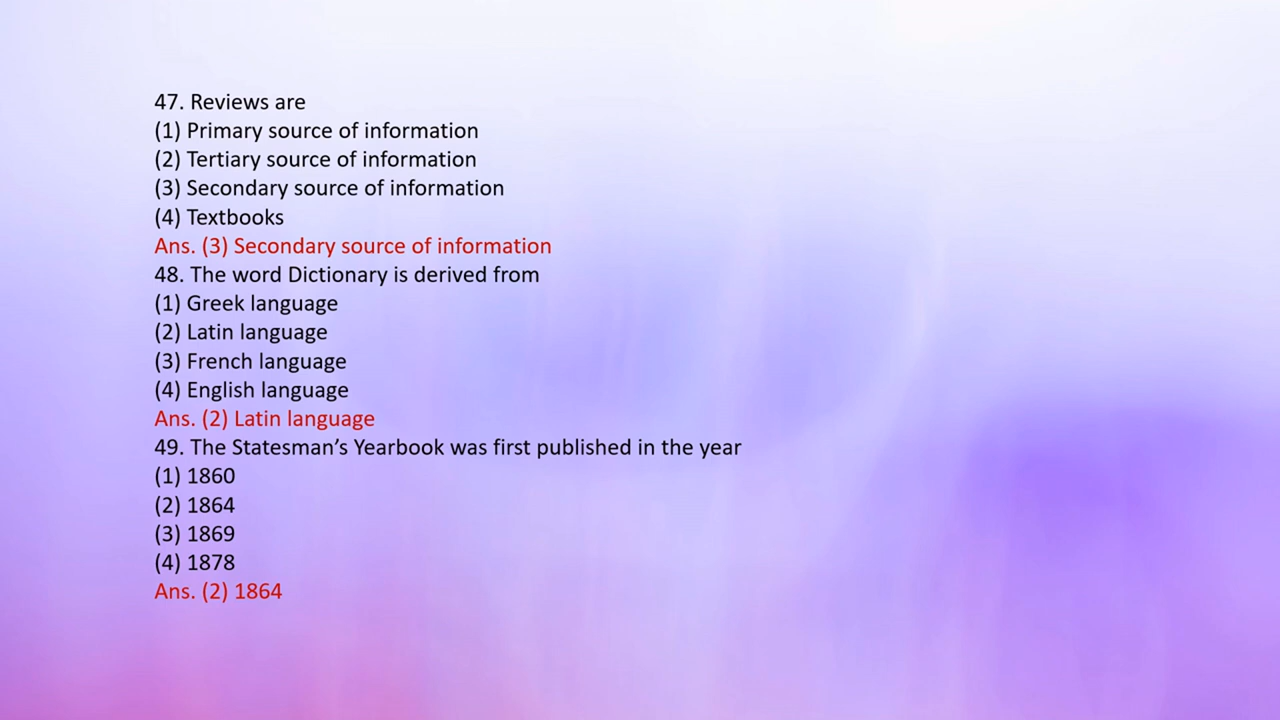 47. Reviews are
(1) Primary source of information
(2) Tertiary source of information
(3) Secondary source of information
(4) Textbooks
Ans. (3) Secondary source of information
48. The word Dictionary is derived from
(1) Greek language
(2) Latin language
(3) French language
(4) English language
Ans. (2) Latin language
49. The Statesman’s Yearbook was first published in the year
(1) 1860
(2) 1864
(3) 1869
(4) 1878
Ans. (2) 1864